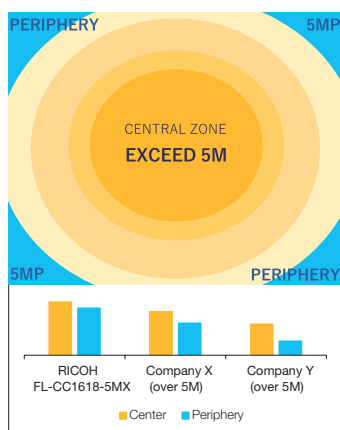 PERIPHERY 5MP
CENTRAL ZONE
EXCEED 5M
5MP PERIPHERY
RICOH Company X Company Y
FL-CC1618-5MX (over 5M) (over 5M)
Center Periphery